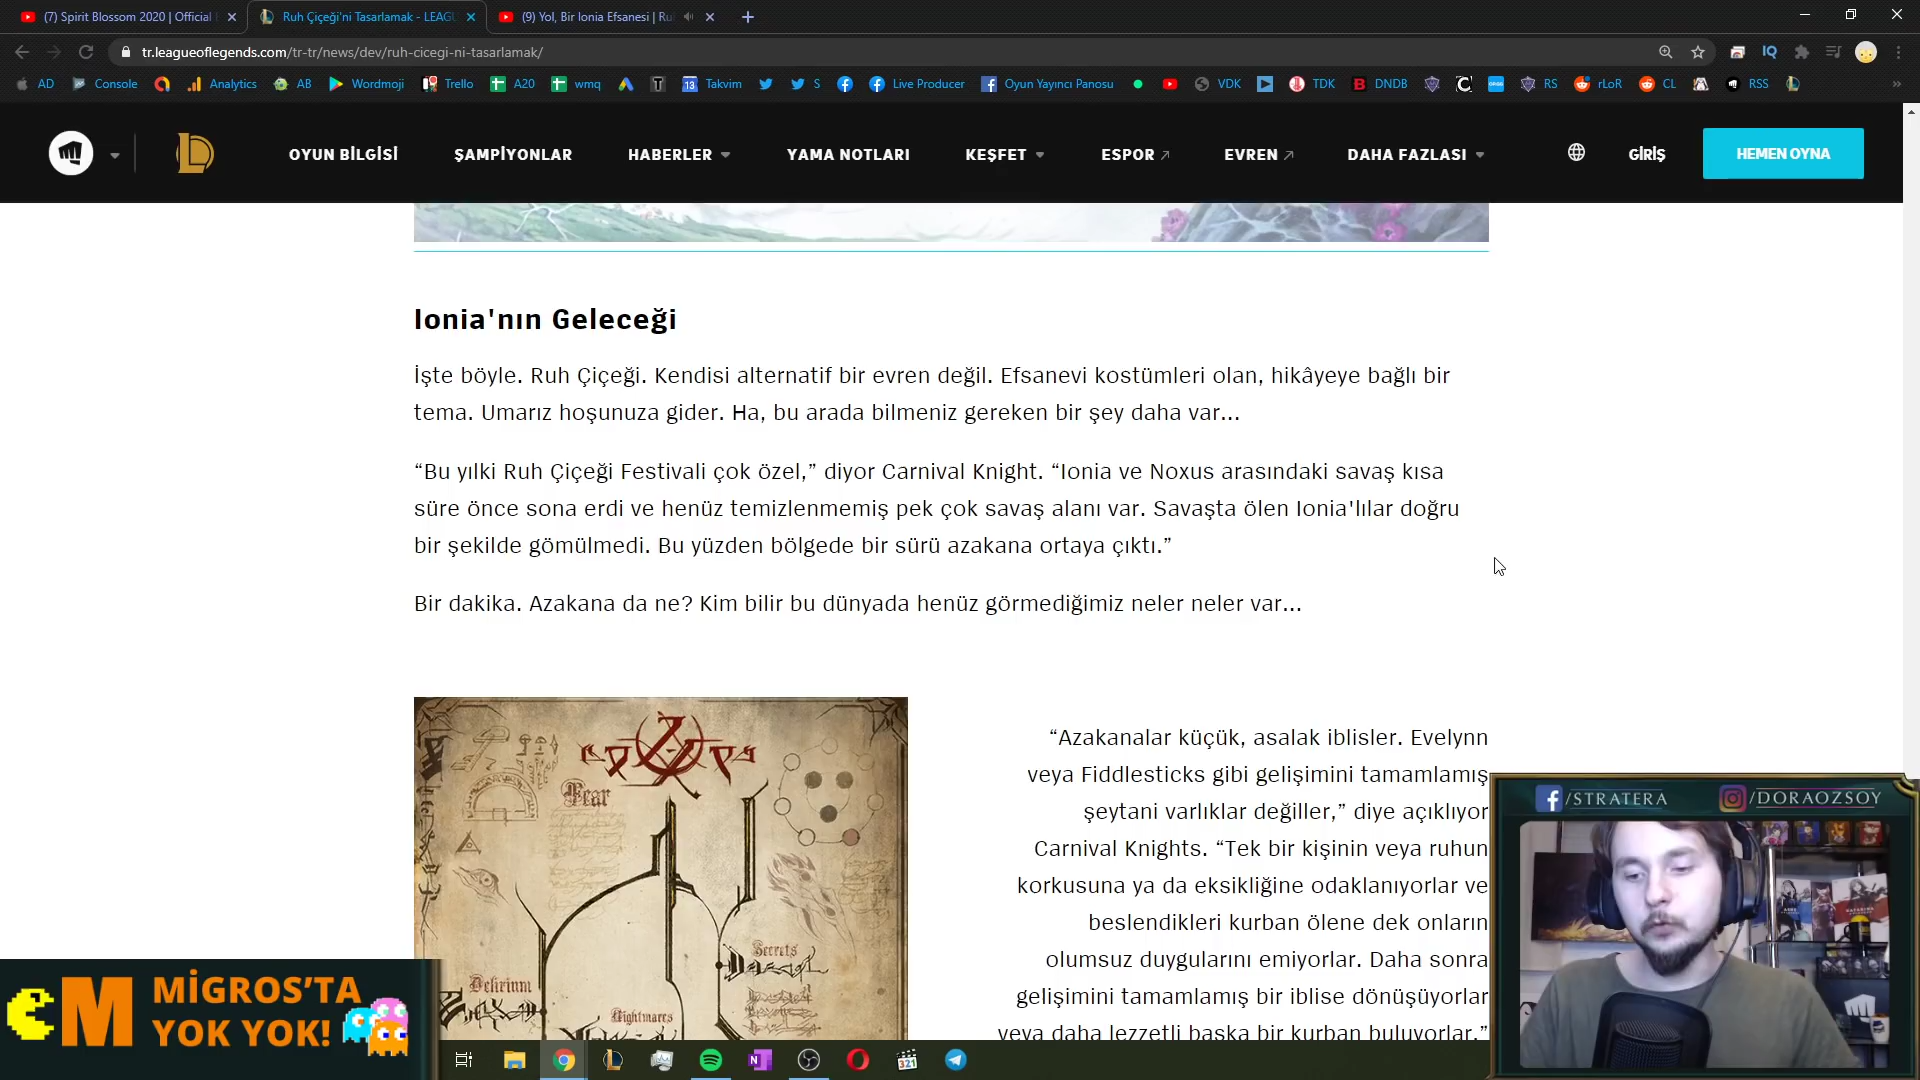 (7) Spirit Blossom 2020 | Official
Ruh Çiçeği'ni Tasarlamak - LEAGU
(9) Yol, Bir Ionia Efsanesi | Ru
tr.leagueoflegends.com/tr-tr/news/dev/ruh-cicegi-ni-tasarlamak/
IQ
AD
Console
Analytics
AB
Wordmoji
Trello
A20
wmq
13
Takvim
S
Live Producer
Oyun Yayıncı Panosu
VDK
TDK
DNDB
RS
rLoR
CL
RSS
OYUN BİLGİSİ
ŞAMPİYONLAR
HABERLER
YAMA NOTLARI
KEŞFET
ESPOR
EVREN
DAHA FAZLASI
GİRİŞ
HEMEN OYNA
Ionia'nın Geleceği
İşte böyle. Ruh Çiçeği. Kendisi alternatif bir evren değil. Efsanevi kostümleri olan, hikâyeye bağlı bir
tema. Umarız hoşunuza gider. Ha, bu arada bilmeniz gereken bir şey daha var...
“Bu yılki Ruh Çiçeği Festivali çok özel,” diyor Carnival Knight. “Ionia ve Noxus arasındaki savaş kısa
süre önce sona erdi ve henüz temizlenmemiş pek çok savaş alanı var. Savaşta ölen Ionia'lılar doğru
bir şekilde gömülmedi. Bu yüzden bölgede bir sürü azakana ortaya çıktı.”
Bir dakika. Azakana da ne? Kim bilir bu dünyada henüz görmediğimiz neler neler var...
Fear
Secrets
Delirium
Nightmares
“Azakanalar küçük, asalak iblisler. Evelynn
veya Fiddlesticks gibi gelişimini tamamlamış
şeytani varlıklar değiller,” diye açıklıyor
Carnival Knights. “Tek bir kişinin veya ruhun
korkusuna ya da eksikliğine odaklanıyorlar ve
beslendikleri kurban ölene dek onların
olumsuz duygularını emiyorlar. Daha sonra
gelişimini tamamlamış bir iblise dönüşüyorlar
veya daha lezzetli başka bir kurban buluyorlar.”
/STRATERA
/DORAOZSOY
M
MİGROS'TA
YOK YOK!
321